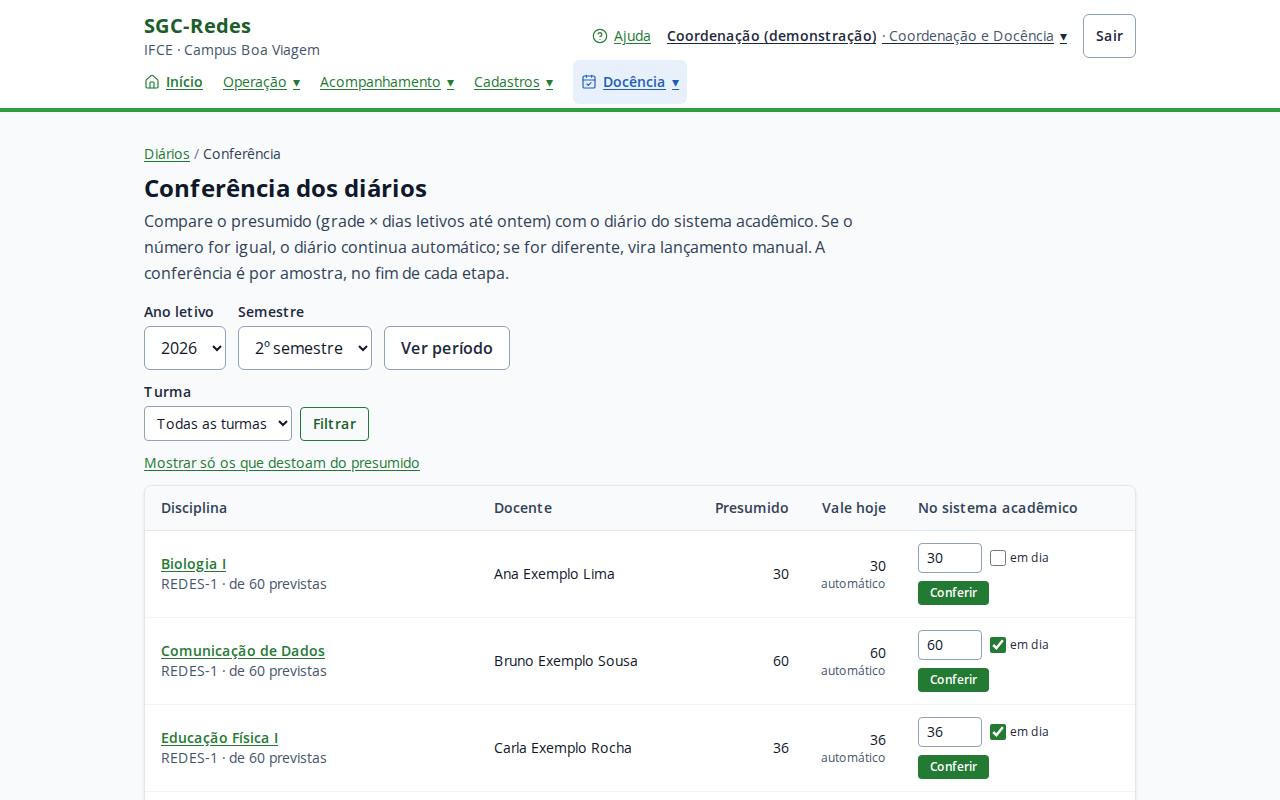 SGC-Redes
IFCE · Campus Boa Viagem
Ajuda
Coordenação (demonstração) · Coordenação e Docência ▾
Sair
Início
Operação ▾
Acompanhamento ▾
Cadastros ▾
Docência ▾
Diários / Conferência
Conferência dos diários
Compare o presumido (grade × dias letivos até ontem) com o diário do sistema acadêmico. Se o
número for igual, o diário continua automático; se for diferente, vira lançamento manual. A
conferência é por amostra, no fim de cada etapa.
Ano letivo
Semestre
2026
2º semestre
Ver período
Turma
Todas as turmas
Filtrar
Mostrar só os que destoam do presumido
Disciplina
Docente
Presumido
Vale hoje
No sistema acadêmico
Biologia I
REDES-1 · de 60 previstas
Ana Exemplo Lima
30
30
automático
30
em dia
Conferir
Comunicação de Dados
REDES-1 · de 60 previstas
Bruno Exemplo Sousa
60
60
automático
60
em dia
Conferir
Educação Física I
REDES-1 · de 60 previstas
Carla Exemplo Rocha
36
36
automático
36
em dia
Conferir